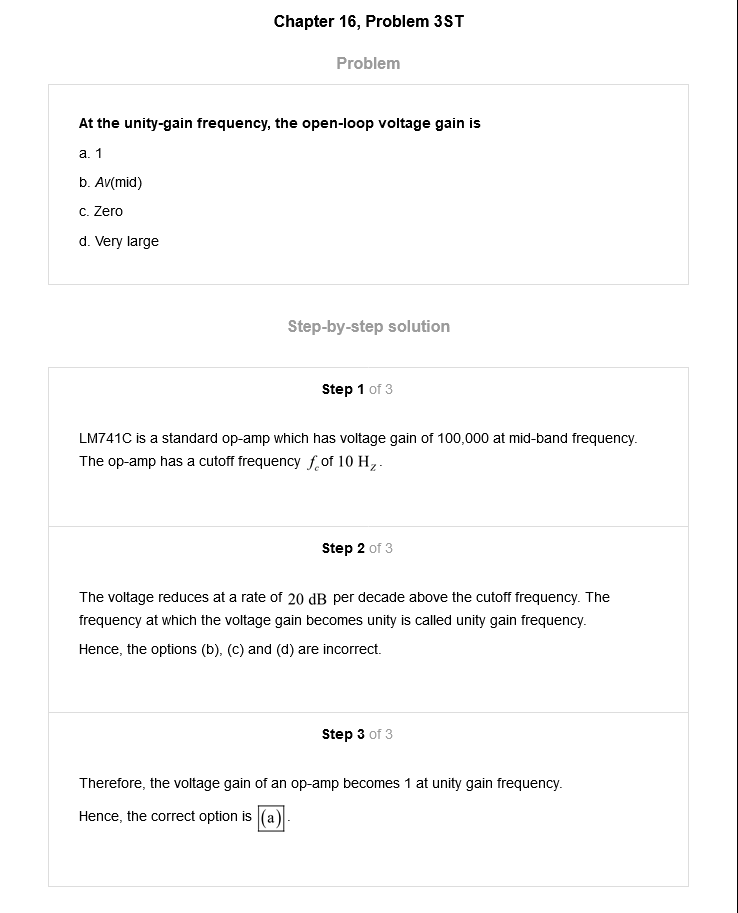 Chapter 16, Problem 3ST
Problem
At the unity-gain frequency, the open-loop voltage gain is
a. 1
b. Av(mid)
c. Zero
d. Very large
Step-by-step solution
Step 1 of 3
LM741C is a standard op-amp which has voltage gain of 100,000 at mid-band frequency.
The op-amp has a cutoff frequency fc of 10 HZ.
Step 2 of 3
The voltage reduces at a rate of 20 dB per decade above the cutoff frequency. The
frequency at which the voltage gain becomes unity is called unity gain frequency.
Hence, the options (b), (c) and (d) are incorrect.
Step 3 of 3
Therefore, the voltage gain of an op-amp becomes 1 at unity gain frequency.
Hence, the correct option is (a).